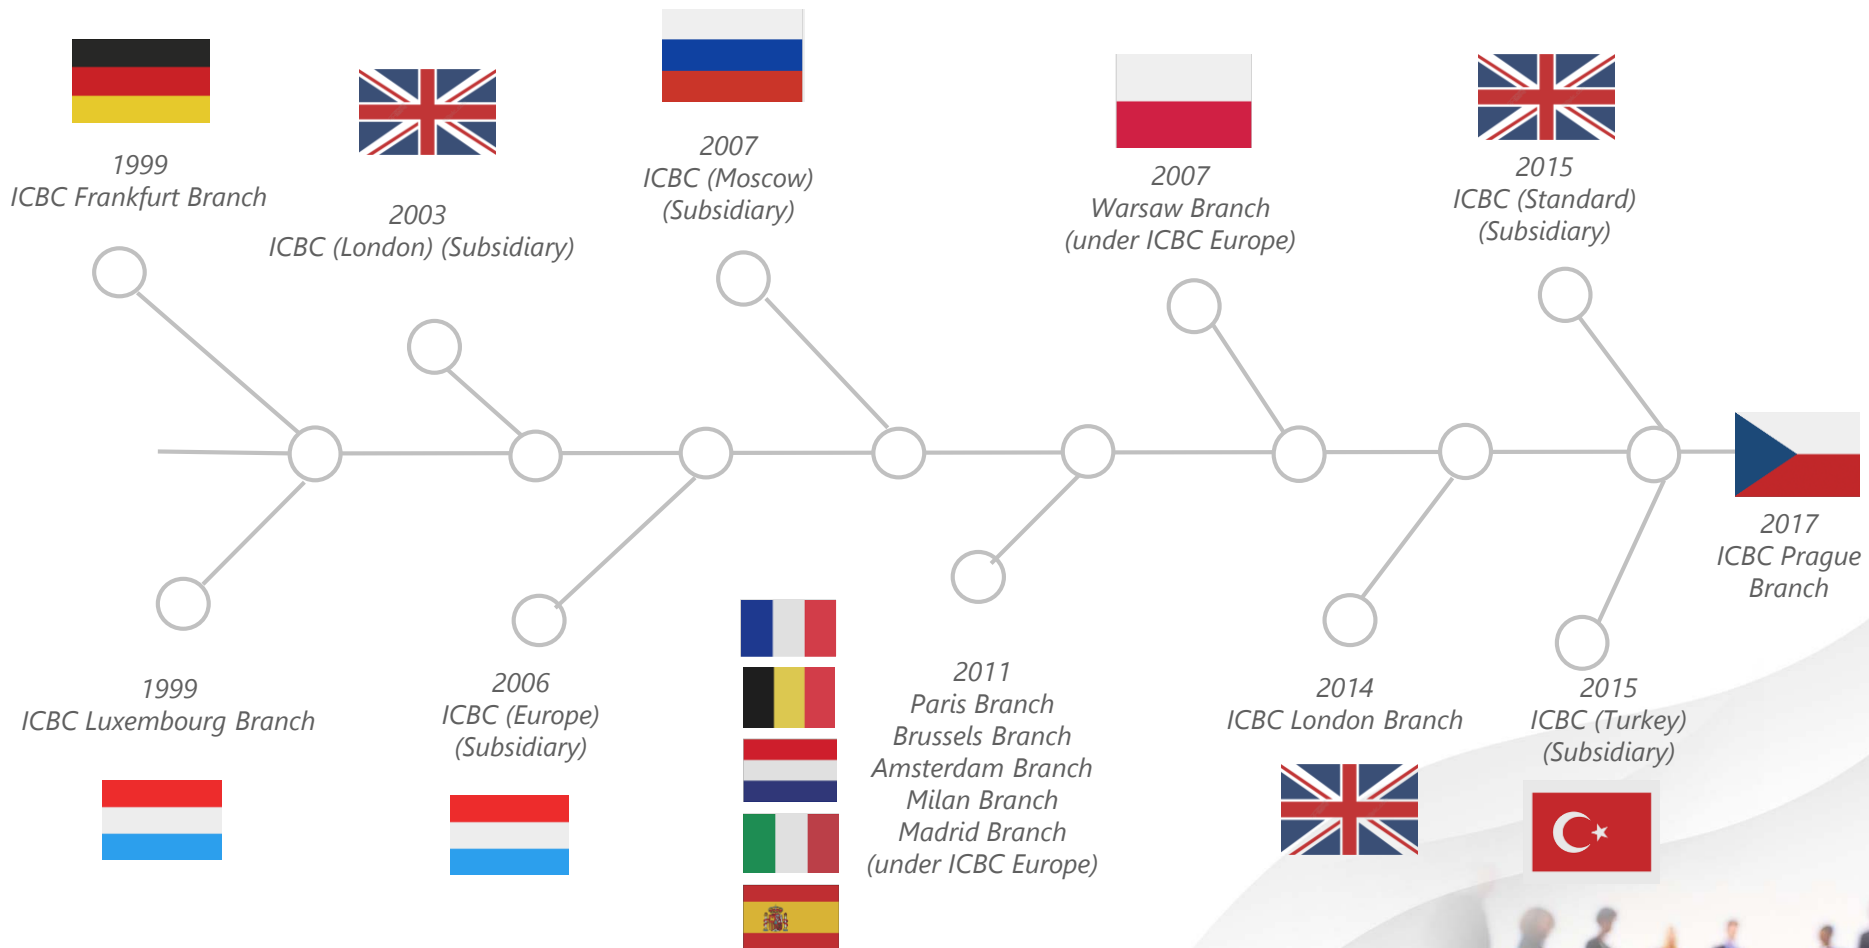 1999
ICBC Frankfurt Branch
2003
ICBC (London) (Subsidiary)
2007
ICBC (Moscow)
(Subsidiary)
2007
Warsaw Branch
(under ICBC Europe)
2015
ICBC (Standard)
(Subsidiary)
2017
ICBC Prague
Branch
1999
ICBC Luxembourg Branch
2006
ICBC (Europe)
(Subsidiary)
2011
Paris Branch
Brussels Branch
Amsterdam Branch
Milan Branch
Madrid Branch
(under ICBC Europe)
2014
ICBC London Branch
2015
ICBC (Turkey)
(Subsidiary)